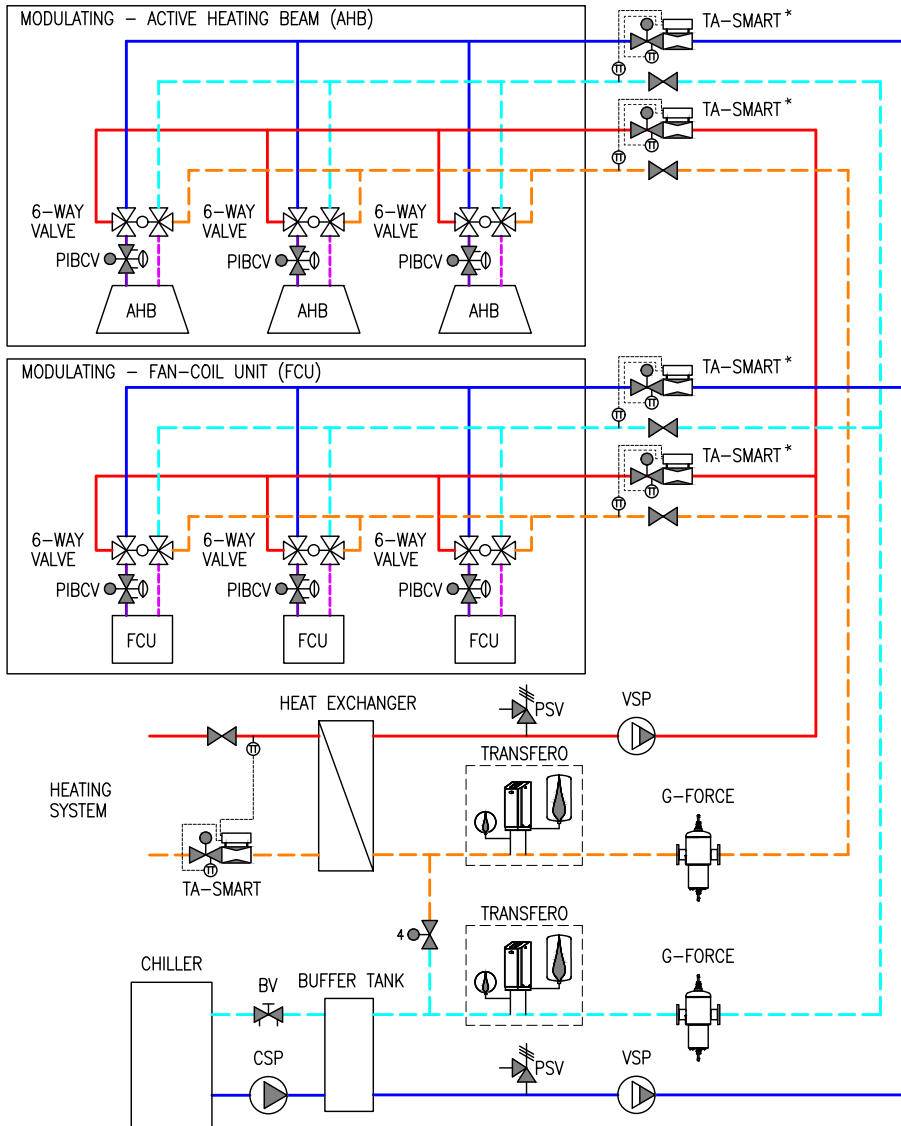 MODULATING - ACTIVE HEATING BEAM (AHB)
TA-SMART*
TA-SMART*
6-WAY
VALVE
6-WAY
VALVE
6-WAY
VALVE
PIBCV
PIBCV
PIBCV
AHB
AHB
AHB
MODULATING - FAN-COIL UNIT (FCU)
TA-SMART*
TA-SMART*
6-WAY
VALVE
6-WAY
VALVE
6-WAY
VALVE
PIBCV
PIBCV
PIBCV
FCU
FCU
FCU
HEAT EXCHANGER
PSV
VSP
TRANSFERO
HEATING
SYSTEM
G-FORCE
TA-SMART
4
TRANSFERO
CHILLER
BV
BUFFER TANK
G-FORCE
CSP
PSV
VSP